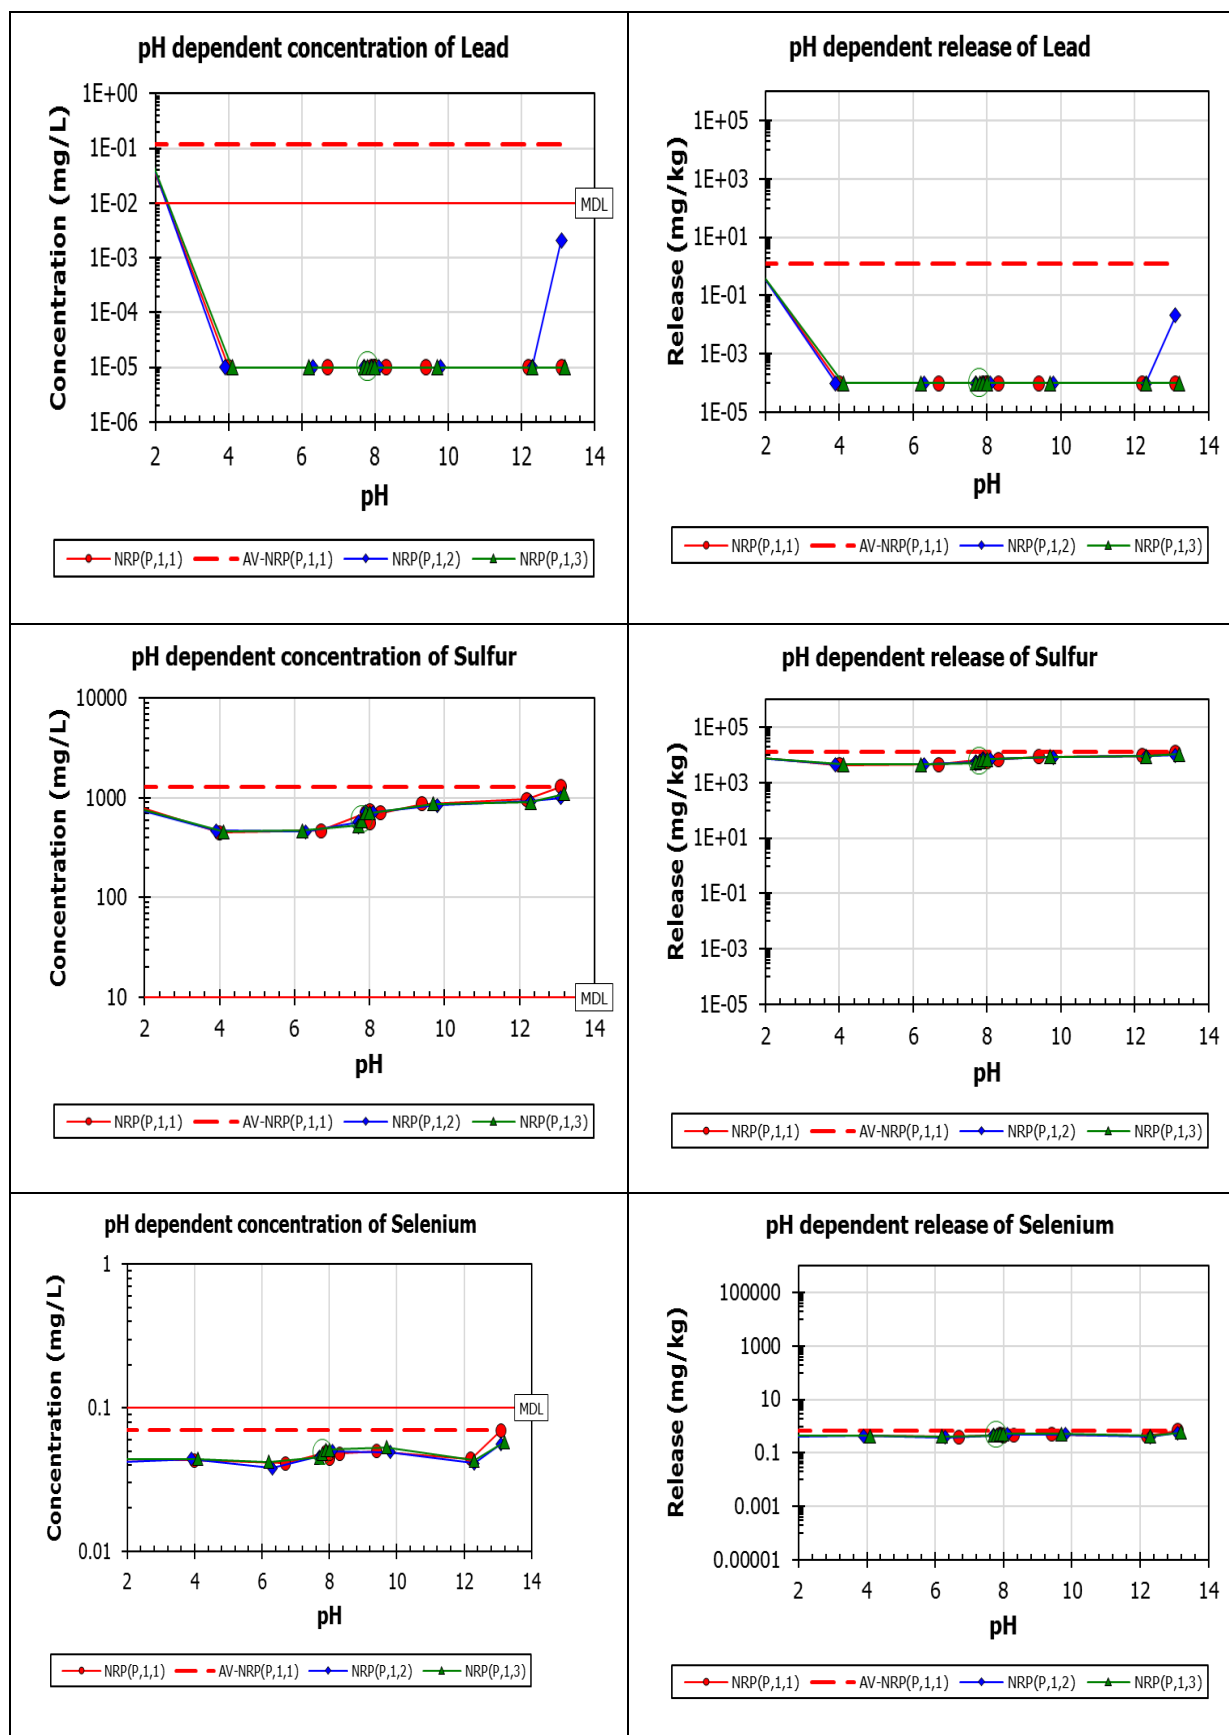 pH dependent concentration of Lead
Concentration (mg/L)
1E+00
1E-01
1E-02
1E-03
1E-04
1E-05
1E-06
MDL
2 4 6 8 10 12 14
pH
NRP(P,1,1) AV-NRP(P,1,1) NRP(P,1,2) NRP(P,1,3)
pH dependent release of Lead
Release (mg/kg)
1E+05
1E+03
1E+01
1E-01
1E-03
1E-05
2 4 6 8 10 12 14
pH
NRP(P,1,1) AV-NRP(P,1,1) NRP(P,1,2) NRP(P,1,3)
pH dependent concentration of Sulfur
Concentration (mg/L)
10000
1000
100
10
MDL
2 4 6 8 10 12 14
pH
NRP(P,1,1) AV-NRP(P,1,1) NRP(P,1,2) NRP(P,1,3)
pH dependent release of Sulfur
Release (mg/kg)
1E+05
1E+03
1E+01
1E-01
1E-03
1E-05
2 4 6 8 10 12 14
pH
NRP(P,1,1) AV-NRP(P,1,1) NRP(P,1,2) NRP(P,1,3)
pH dependent concentration of Selenium
Concentration (mg/L)
1
0.1
0.01
MDL
2 4 6 8 10 12 14
pH
NRP(P,1,1) AV-NRP(P,1,1) NRP(P,1,2) NRP(P,1,3)
pH dependent release of Selenium
Release (mg/kg)
100000
1000
10
0.1
0.001
0.00001
2 4 6 8 10 12 14
pH
NRP(P,1,1) AV-NRP(P,1,1) NRP(P,1,2) NRP(P,1,3)